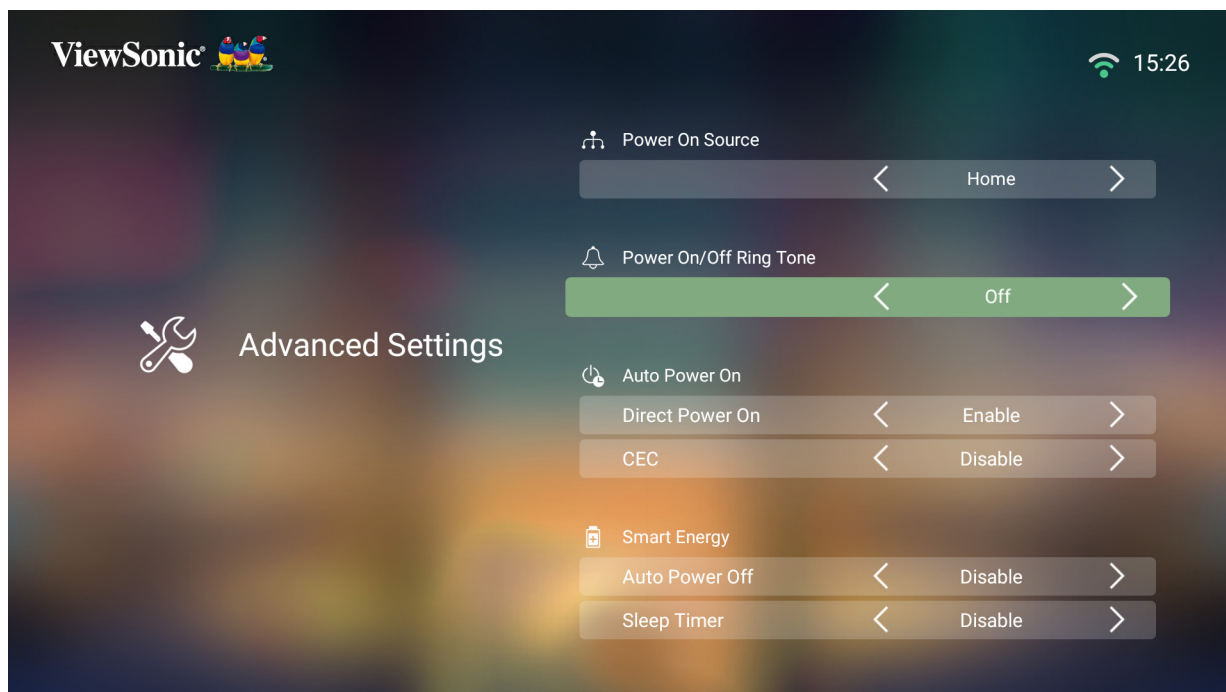 ViewSonic®
15:26
Power On Source
Home
Power On/Off Ring Tone
Off
Advanced Settings
Auto Power On
Direct Power On Enable
CEC Disable
Smart Energy
Auto Power Off Disable
Sleep Timer Disable